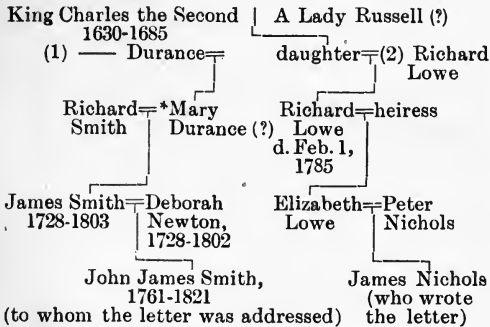 King Charles the Second | A Lady Russell (?)
1630-1685
(1) — Durance= daughter=(2) Richard
Lowe
Richard=*Mary Richard=heiress
Smith Durance (?) Lowe
d. Feb. 1,
1785
James Smith=Deborah Elizabeth=Peter
1728-1803 Newton, Lowe Nichols
1728-1802
John James Smith, James Nichols
1761-1821 (who wrote
(to whom the letter was addressed) the letter)